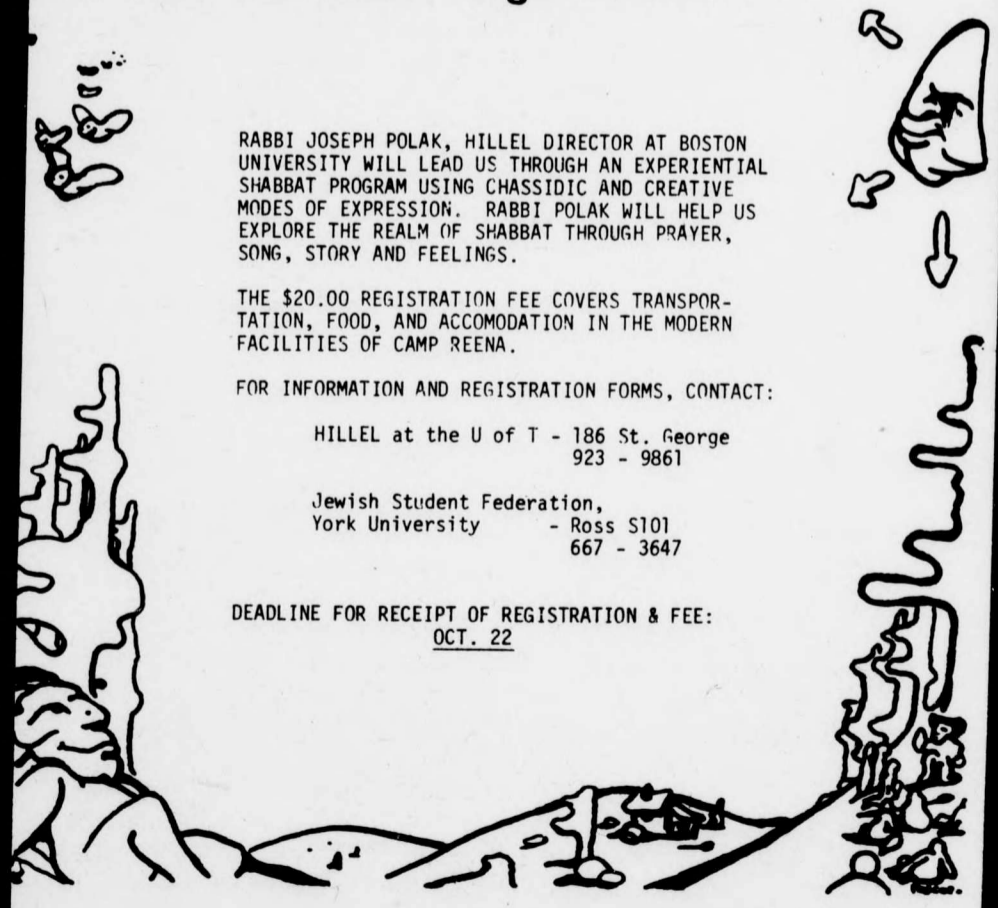 RABBI JOSEPH POLAK, HILLEL DIRECTOR AT BOSTON
UNIVERSITY WILL LEAD US THROUGH AN EXPERIENTIAL
SHABBAT PROGRAM USING CHASSIDIC AND CREATIVE
MODES OF EXPRESSION. RABBI POLAK WILL HELP US
EXPLORE THE REALM OF SHABBAT THROUGH PRAYER,
SONG, STORY AND FEELINGS.
THE $20.00 REGISTRATION FEE COVERS TRANSPOR-
TATION, FOOD, AND ACCOMODATION IN THE MODERN
FACILITIES OF CAMP REENA.
FOR INFORMATION AND REGISTRATION FORMS, CONTACT:
HILLEL at the U of T - 186 St. George
923 - 9861
Jewish Student Federation,
York University - Ross S101
667 - 3647
DEADLINE FOR RECEIPT OF REGISTRATION & FEE:
OCT. 22